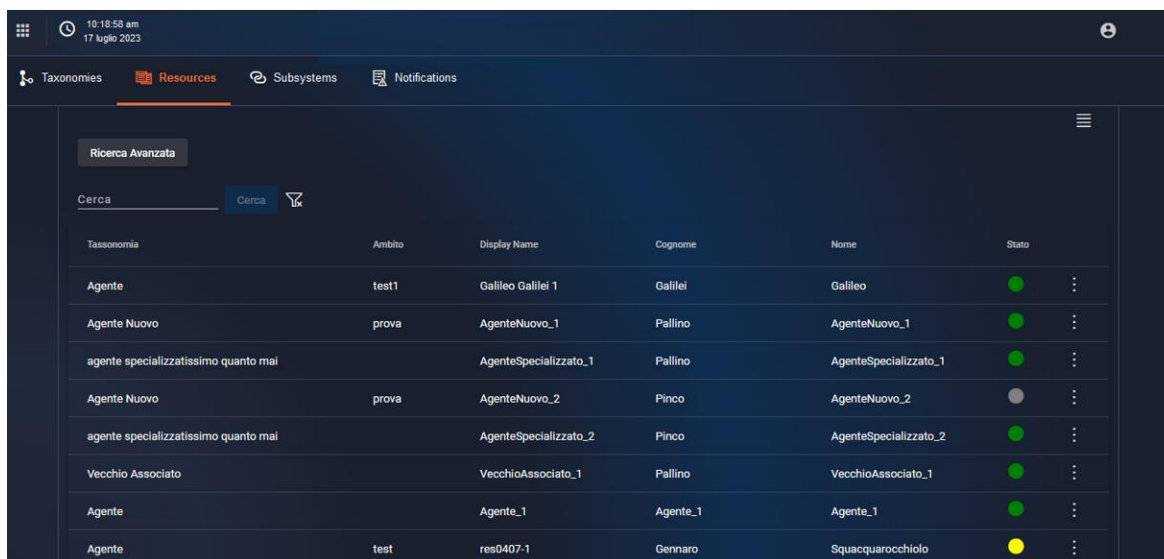 10:18:58 am
17 luglio 2023
Taxonomies Resources Subsystems Notifications
Ricerca Avanzata
Cerca Cerca
Tassonomia Ambito Display Name Cognome Nome Stato
Agente test1 Galileo Galilei 1 Galilei Galileo
Agente Nuovo prova AgenteNuovo_1 Pallino AgenteNuovo_1
agente specializzatissimo quanto mai AgenteSpecializzato_1 Pallino AgenteSpecializzato_1
Agente Nuovo prova AgenteNuovo_2 Pinco AgenteNuovo_2
agente specializzatissimo quanto mai AgenteSpecializzato_2 Pinco AgenteSpecializzato_2
Vecchio Associato VecchioAssociato_1 Pallino VecchioAssociato_1
Agente Agente_1 Agente_1 Agente_1
Agente test res0407-1 Gennaro Squacquarocchiolo